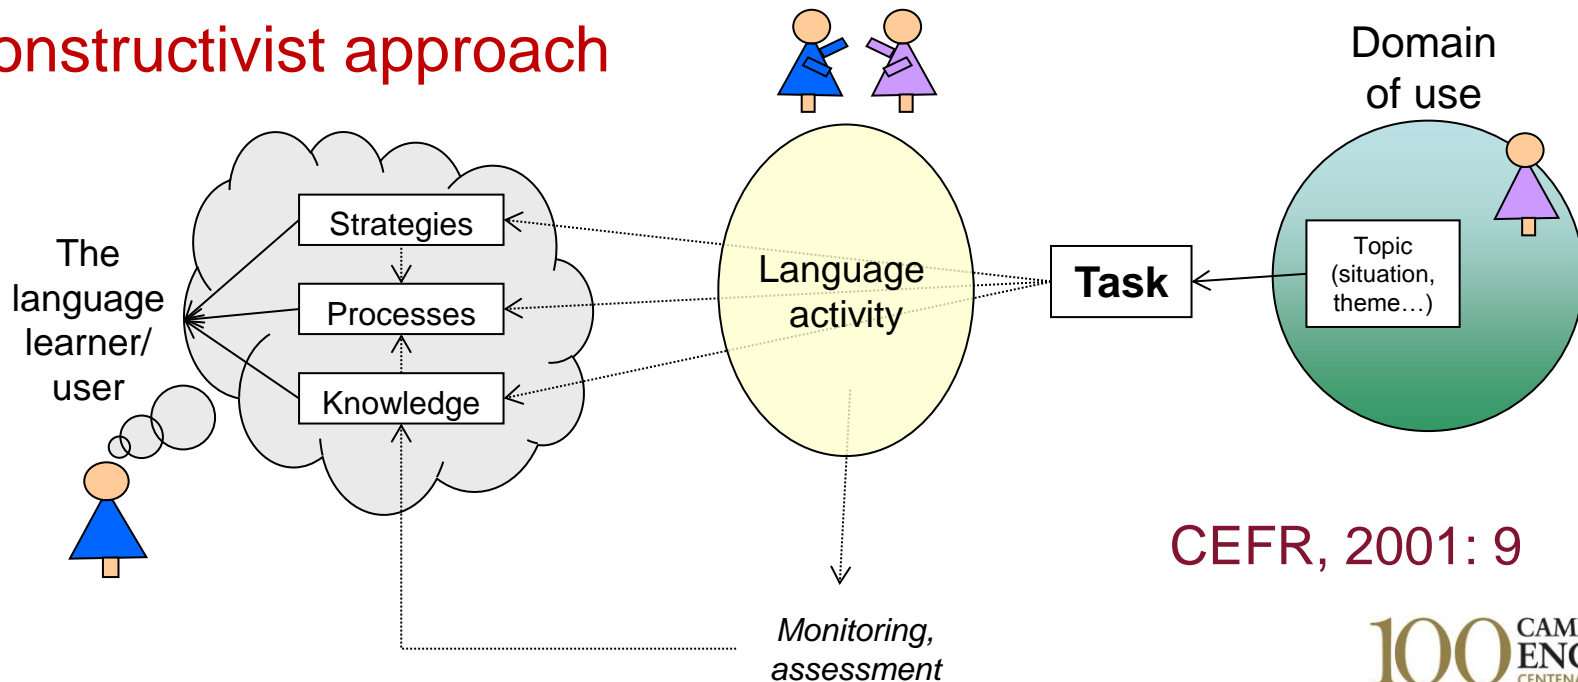 onstructivist approach
Domain
of use
The
language
learner/
user
Strategies
Processes
Knowledge
Language
activity
Task
Topic
(situation,
theme…)
CEFR, 2001: 9
Monitoring,
assessment
100